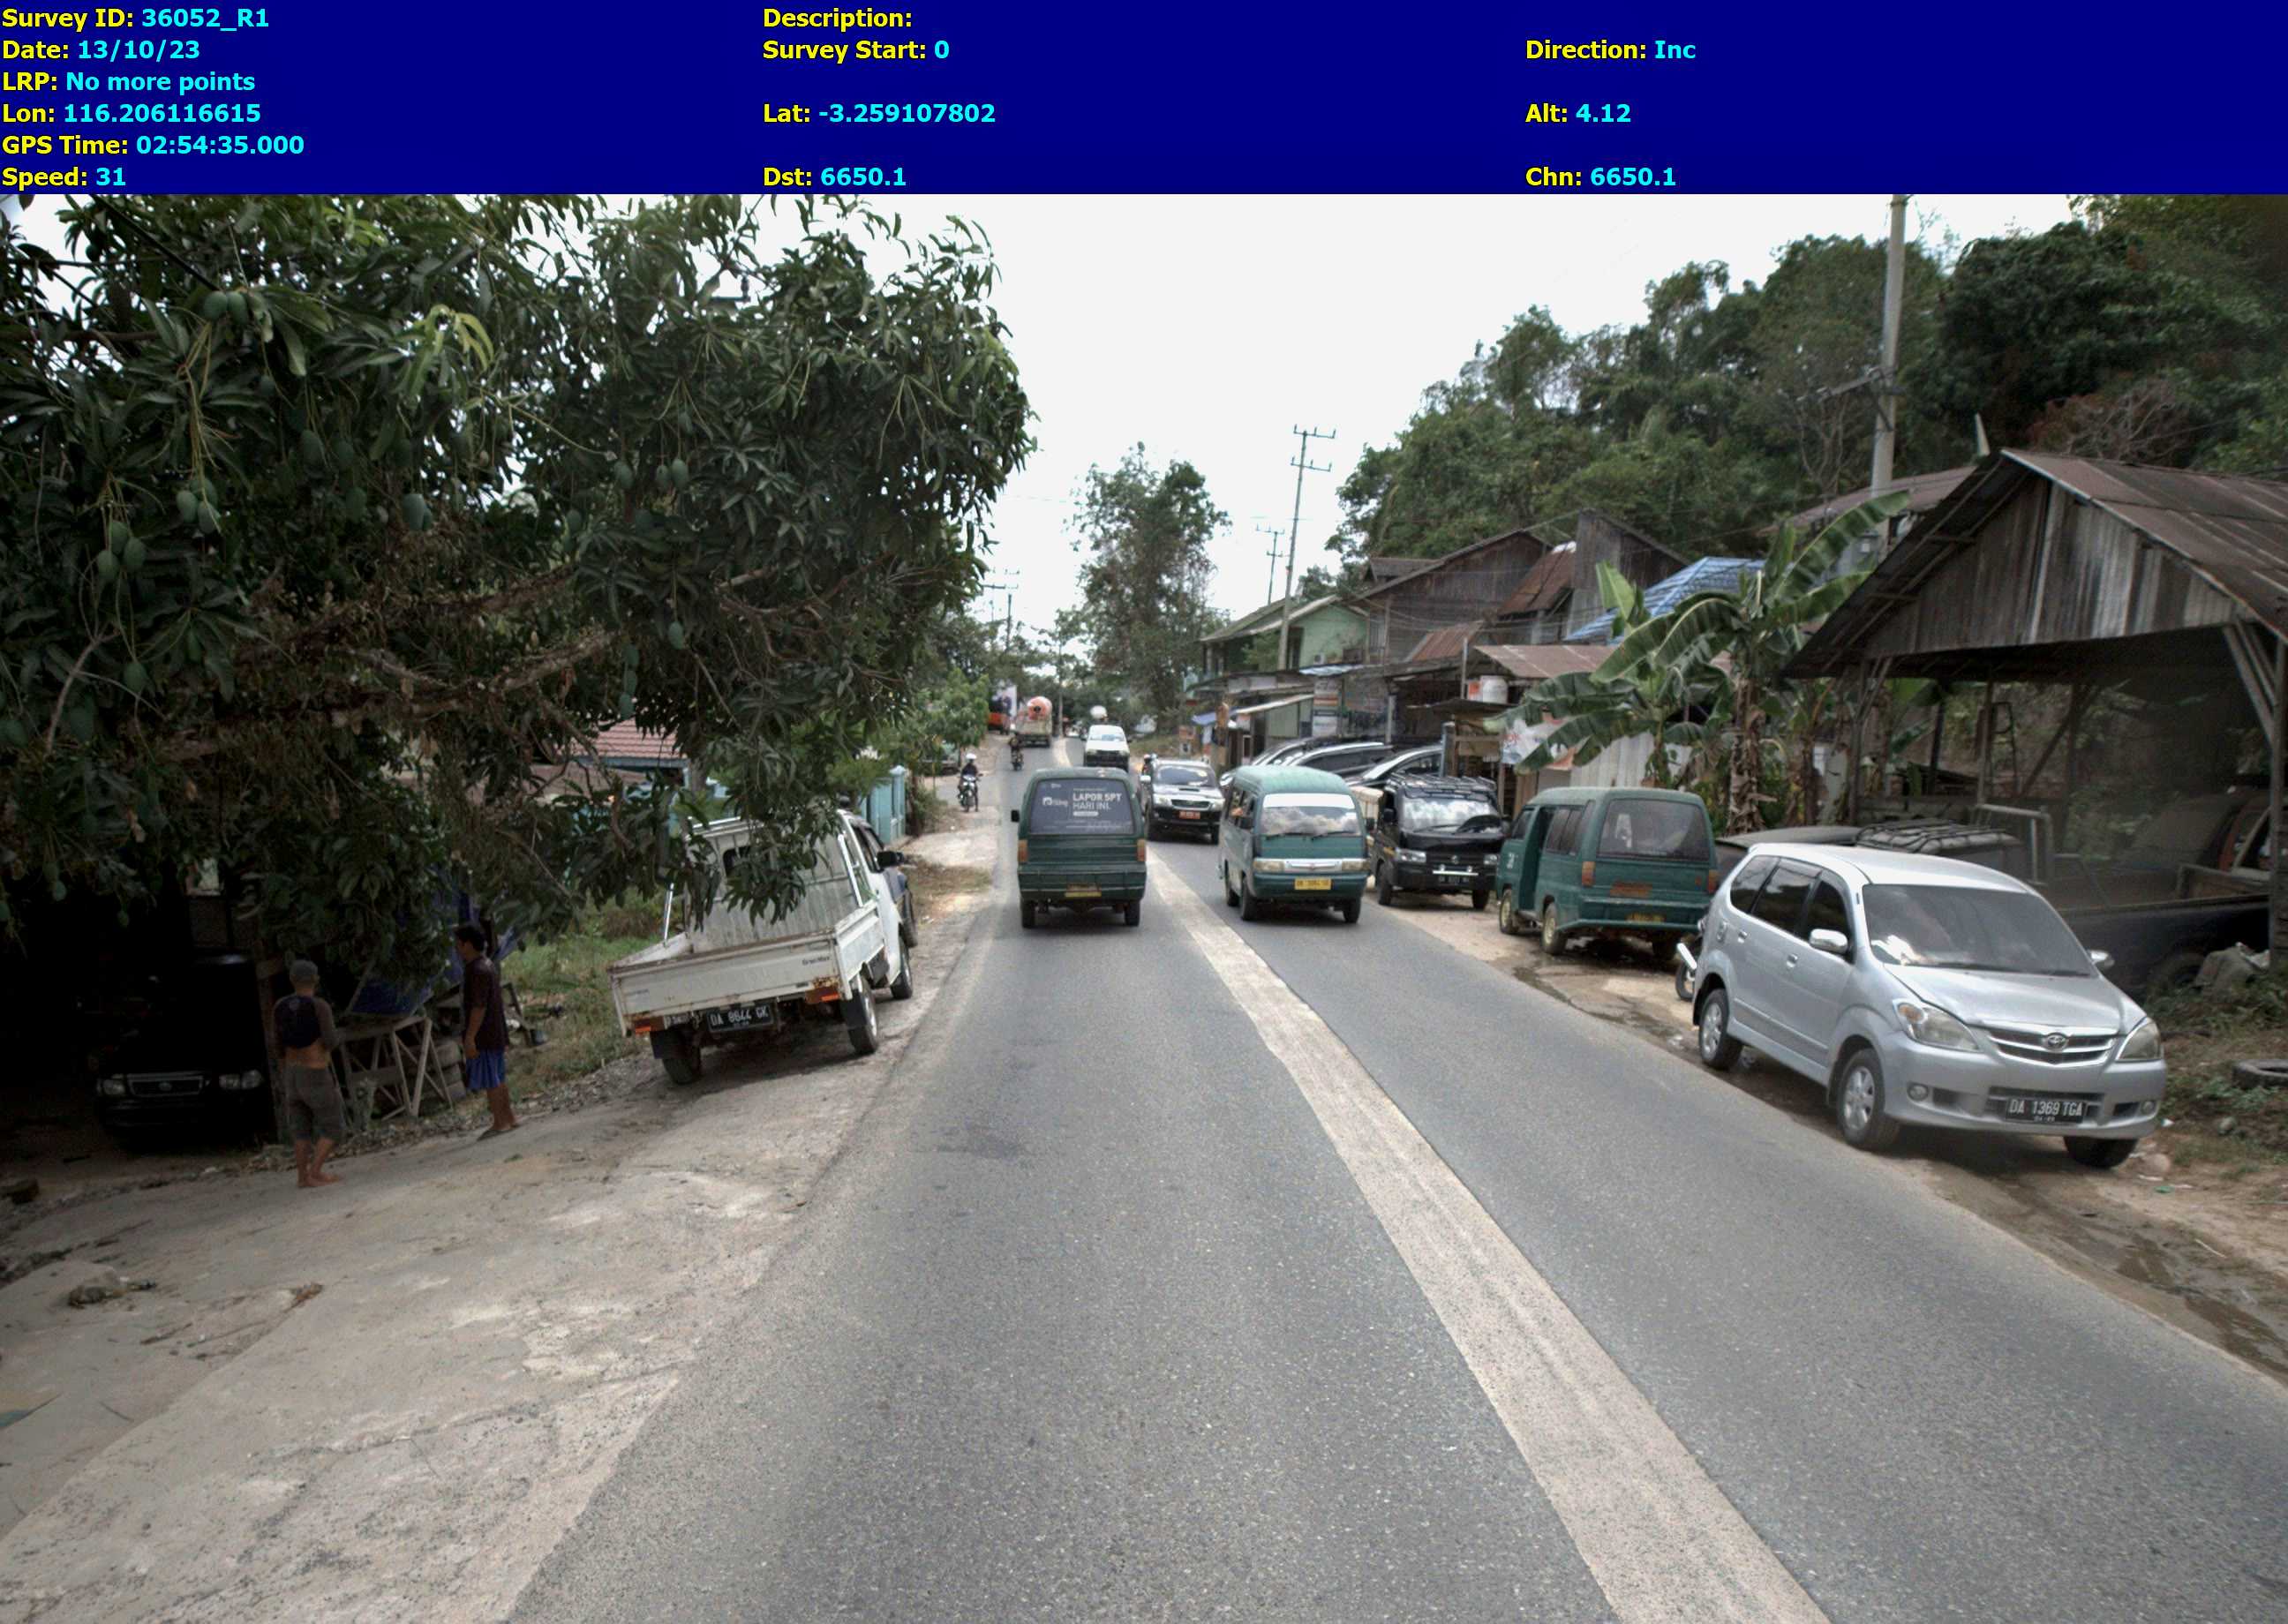 Survey ID: 36052_R1
Description:
Date: 13/10/23
Survey Start: 0
Direction: Inc
LRP: No more points
Lon: 116.206116615
Lat: -3.259107802
Alt: 4.12
GPS Time: 02:54:35.000
Speed: 31
Dst: 6650.1
Chn: 6650.1
LAPOR SPT
HARI INI.
DA 8644 GK
DA 1369 TGA